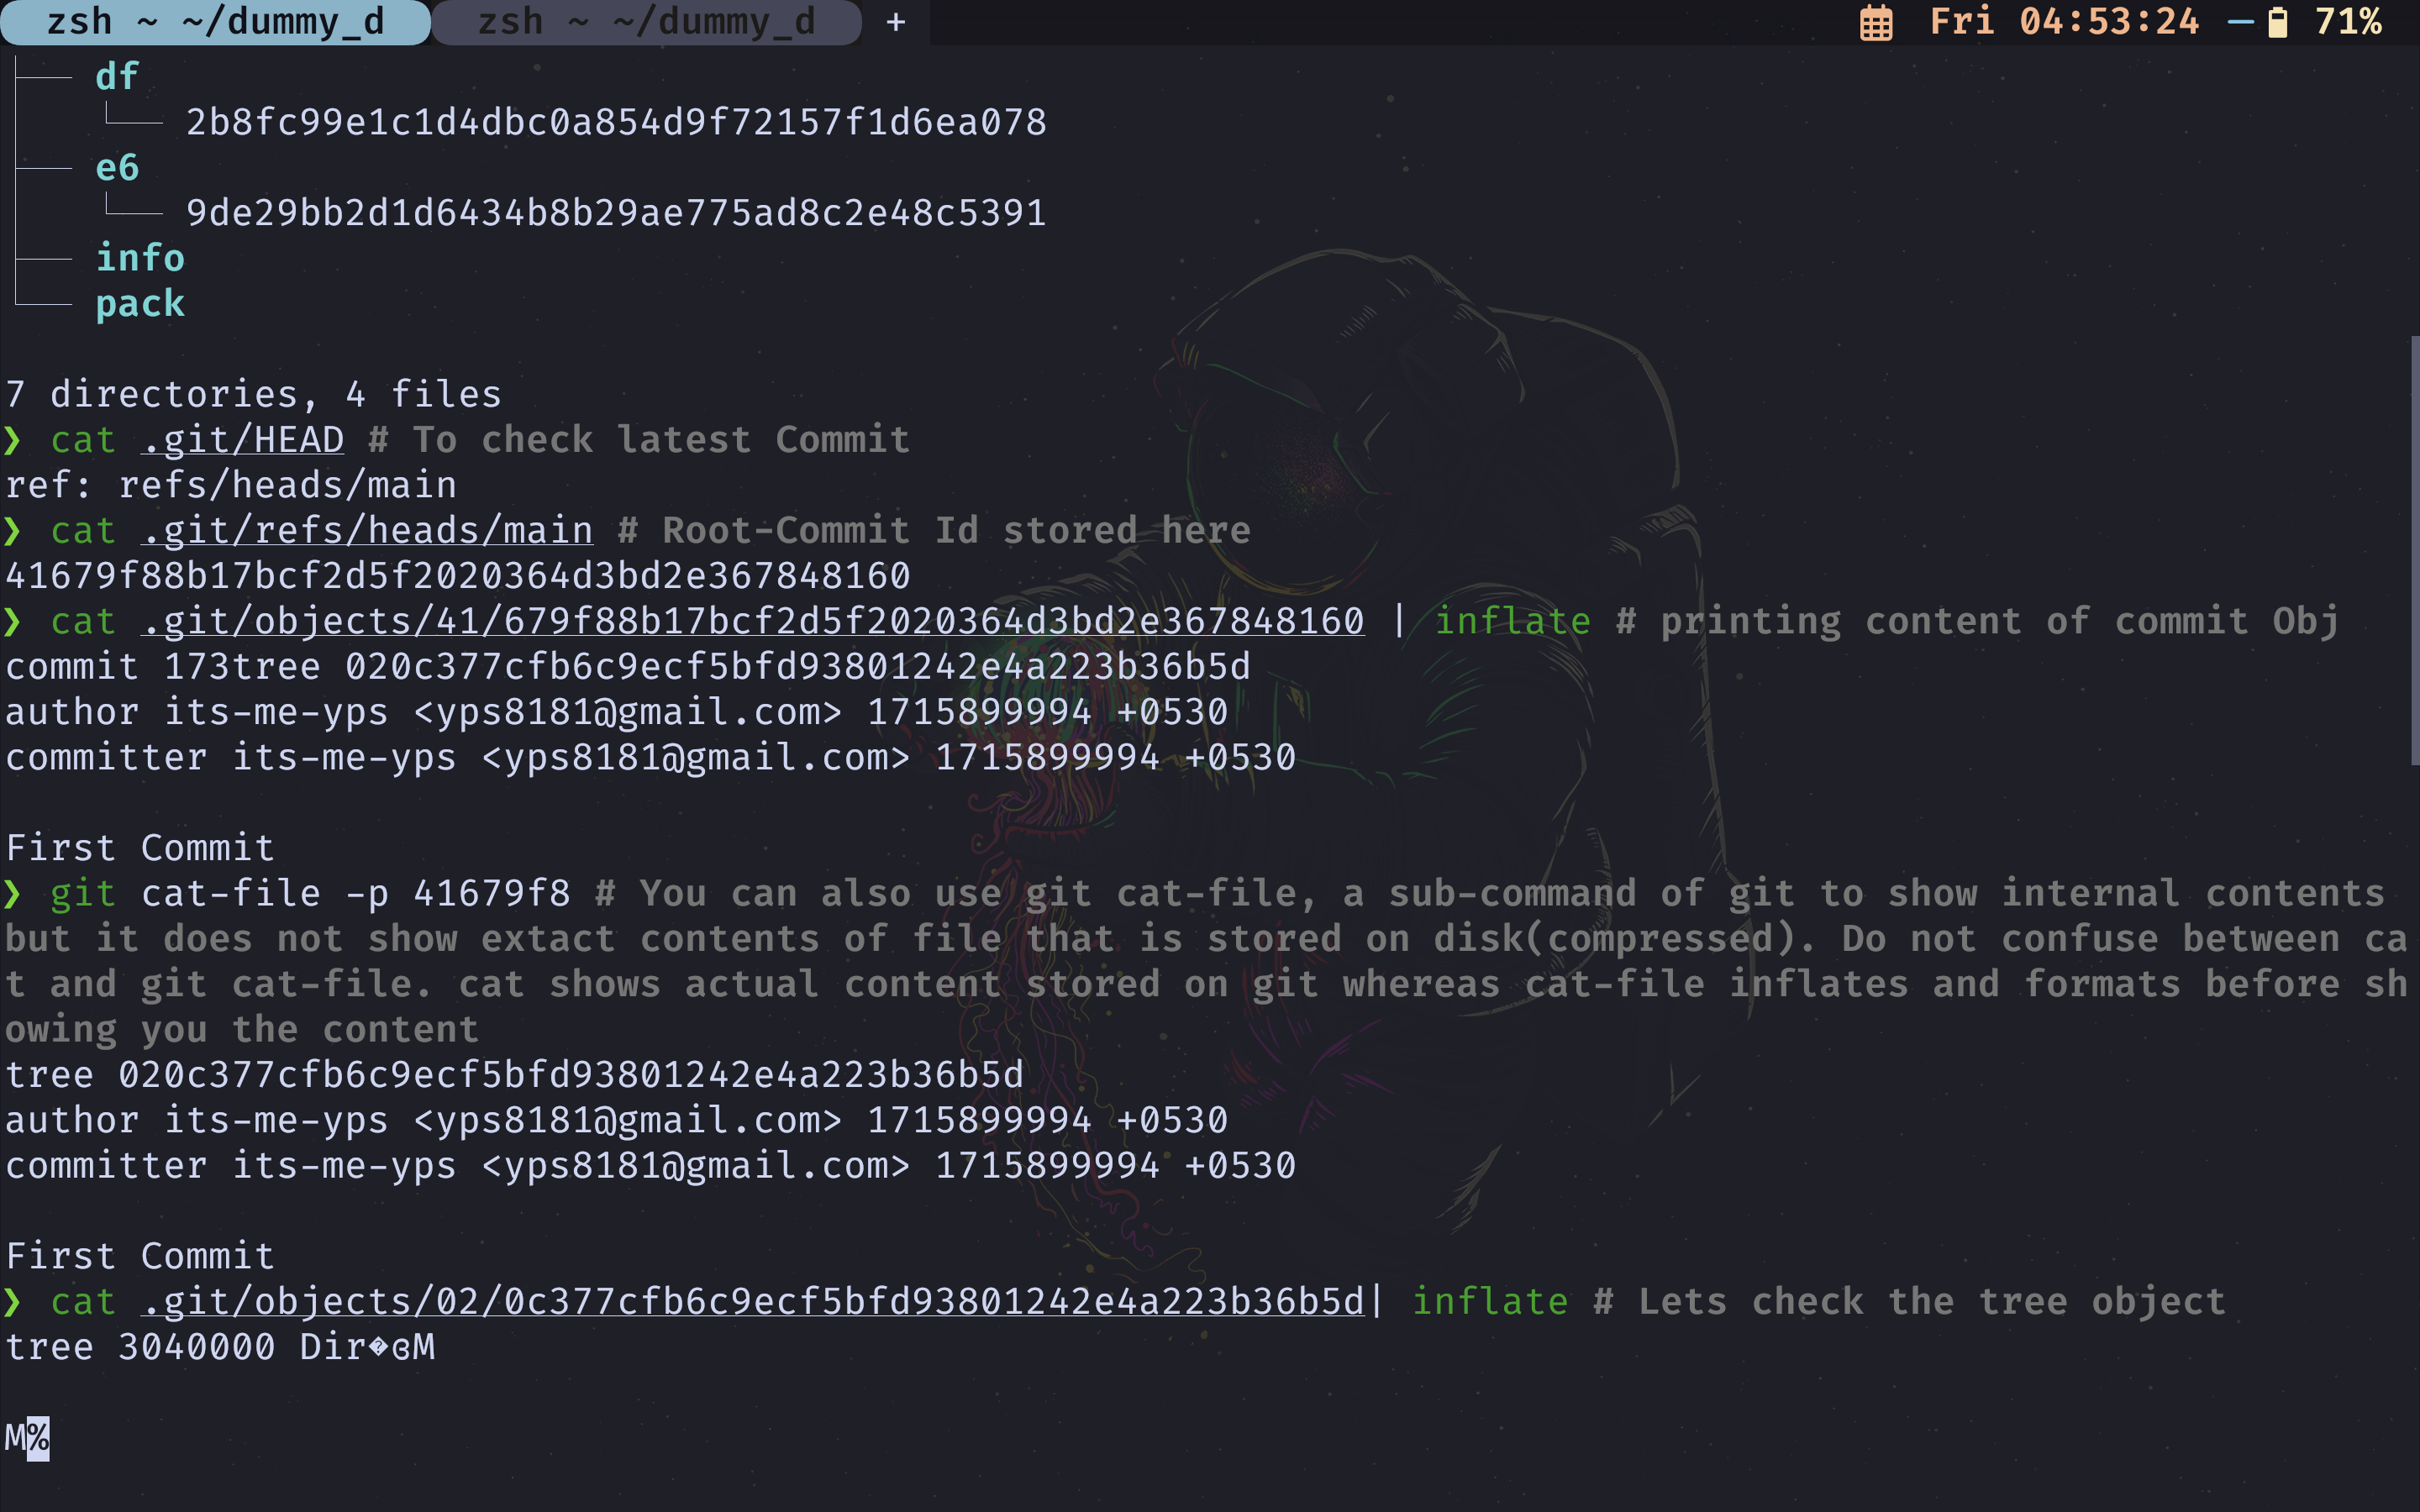 zsh ~ ~/dummy_d zsh ~ ~/dummy_d + Fri 04:53:24 71%
df
2b8fc99e1c1d4dbc0a854d9f72157f1d6ea078
e6
9de29bb2d1d6434b8b29ae775ad8c2e48c5391
info
pack
7 directories, 4 files
❯ cat .git/HEAD # To check latest Commit
ref: refs/heads/main
❯ cat .git/refs/heads/main # Root-Commit Id stored here
41679f88b17bcf2d5f2020364d3bd2e367848160
❯ cat .git/objects/41/679f88b17bcf2d5f2020364d3bd2e367848160 | inflate # printing content of commit Obj
commit 173tree 020c377cfb6c9ecf5bfd93801242e4a223b36b5d
author its-me-yps <yps8181@gmail.com> 1715899994 +0530
committer its-me-yps <yps8181@gmail.com> 1715899994 +0530
First Commit
❯ git cat-file -p 41679f8 # You can also use git cat-file, a sub-command of git to show internal contents
but it does not show extact contents of file that is stored on disk(compressed). Do not confuse between ca
t and git cat-file. cat shows actual content stored on git whereas cat-file inflates and formats before sh
owing you the content
tree 020c377cfb6c9ecf5bfd93801242e4a223b36b5d
author its-me-yps <yps8181@gmail.com> 1715899994 +0530
committer its-me-yps <yps8181@gmail.com> 1715899994 +0530
First Commit
❯ cat .git/objects/02/0c377cfb6c9ecf5bfd93801242e4a223b36b5d| inflate # Lets check the tree object
tree 3040000 Dir�ɞM
M%